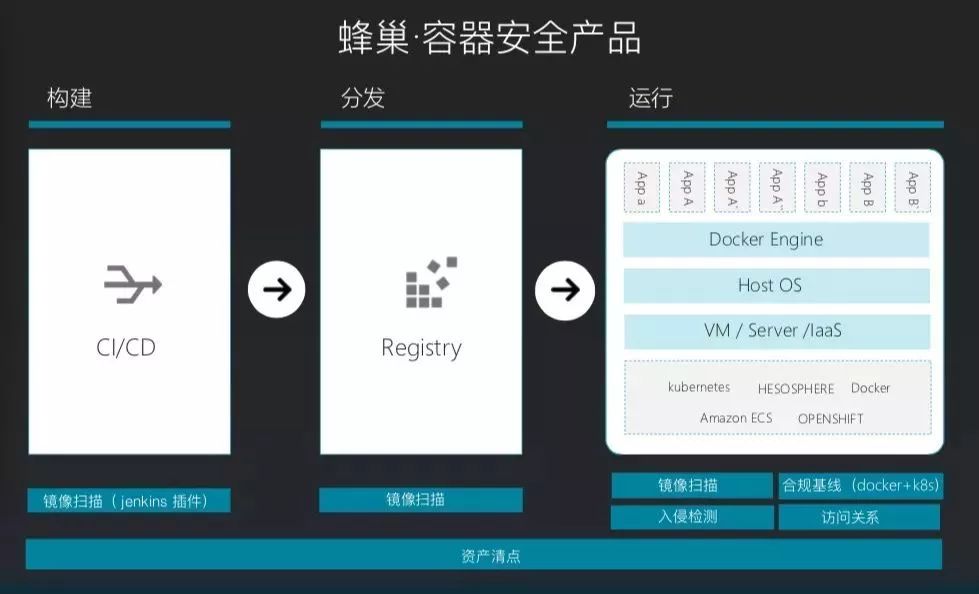 蜂巢·容器安全产品
构建
分发
运行
CI/CD
Registry
App a
App A
App A'
App A''
App b
App B
App B'
Docker Engine
Host OS
VM / Server /IaaS
kubernetes HESOSPHERE Docker
Amazon ECS OPENSHIFT
镜像扫描（ jenkins 插件）
镜像扫描
镜像扫描
合规基线（docker+k8s)
入侵检测
访问关系
资产清点